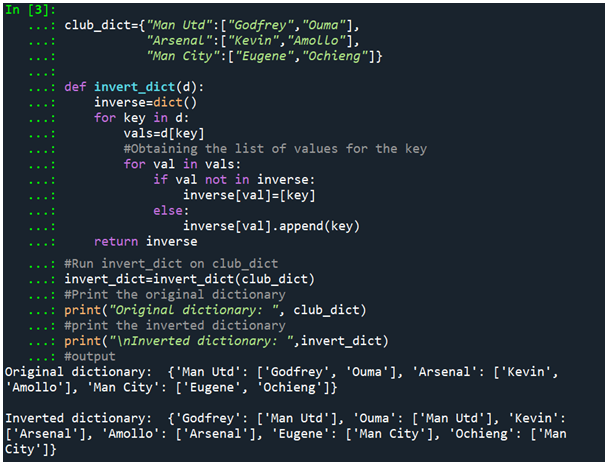 In [3]:
...: club_dict={"Man Utd":["Godfrey","Ouma"],
...:            "Arsenal":["Kevin","Amollo"],
...:            "Man City":["Eugene","Ochieng"]}
...:
...: def invert_dict(d):
...:     inverse=dict()
...:     for key in d:
...:         vals=d[key]
...:         #Obtaining the list of values for the key
...:         for val in vals:
...:             if val not in inverse:
...:                 inverse[val]=[key]
...:             else:
...:                 inverse[val].append(key)
...:     return inverse
...: #Run invert_dict on club_dict
...: invert_dict=invert_dict(club_dict)
...: #Print the original dictionary
...: print("Original dictionary: ", club_dict)
...: #print the inverted dictionary
...: print("\nInverted dictionary: ",invert_dict)
...: #output
Original dictionary:  {'Man Utd': ['Godfrey', 'Ouma'], 'Arsenal': ['Kevin',
'Amollo'], 'Man City': ['Eugene', 'Ochieng']}

Inverted dictionary:  {'Godfrey': ['Man Utd'], 'Ouma': ['Man Utd'], 'Kevin':
['Arsenal'], 'Amollo': ['Arsenal'], 'Eugene': ['Man City'], 'Ochieng': ['Man
City']}